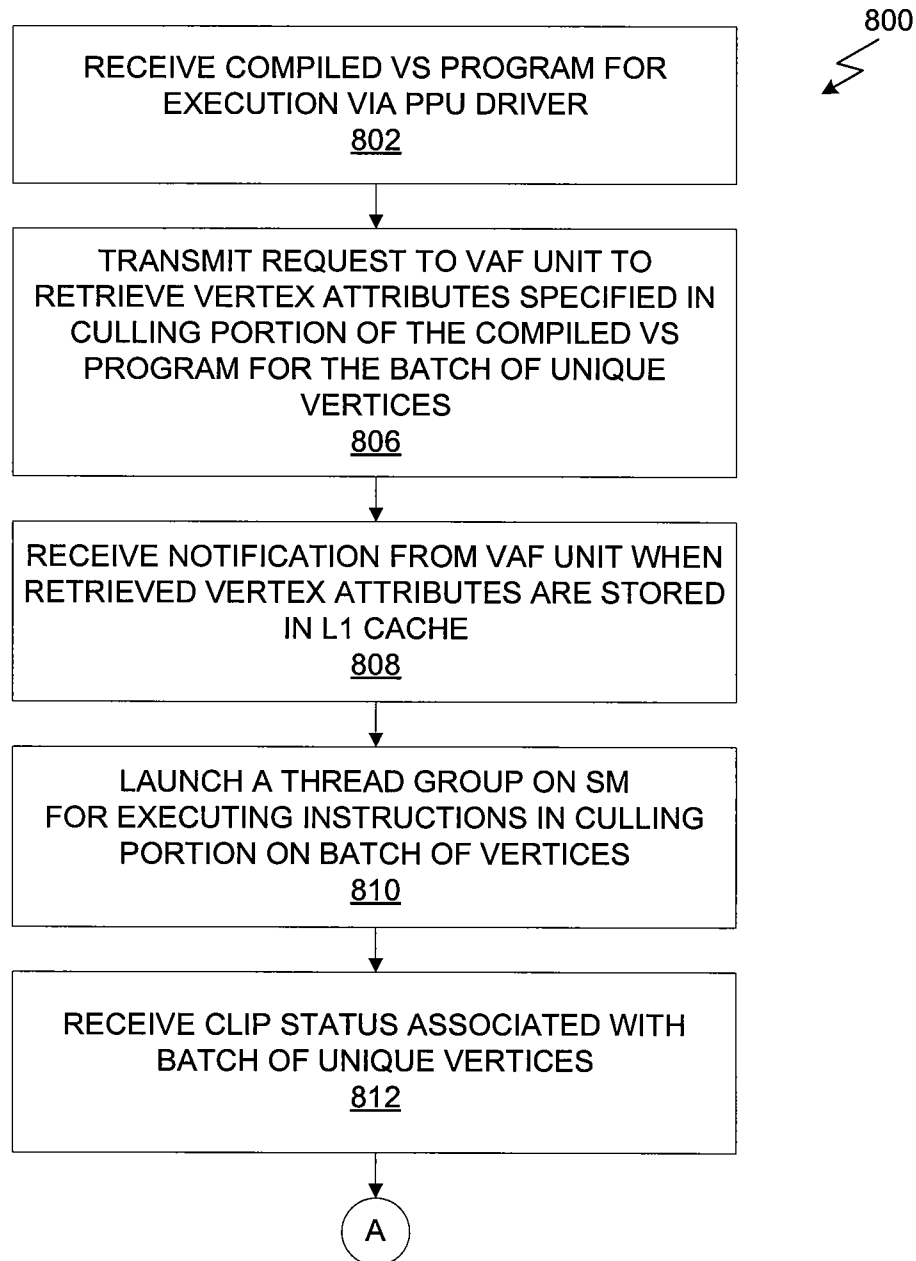 800
RECEIVE COMPILED VS PROGRAM FOR
EXECUTION VIA PPU DRIVER
802
TRANSMIT REQUEST TO VAF UNIT TO
RETRIEVE VERTEX ATTRIBUTES SPECIFIED IN
CULLING PORTION OF THE COMPILED VS
PROGRAM FOR THE BATCH OF UNIQUE
VERTICES
806
RECEIVE NOTIFICATION FROM VAF UNIT WHEN
RETRIEVED VERTEX ATTRIBUTES ARE STORED
IN L1 CACHE
808
LAUNCH A THREAD GROUP ON SM
FOR EXECUTING INSTRUCTIONS IN CULLING
PORTION ON BATCH OF VERTICES
810
RECEIVE CLIP STATUS ASSOCIATED WITH
BATCH OF UNIQUE VERTICES
812
A